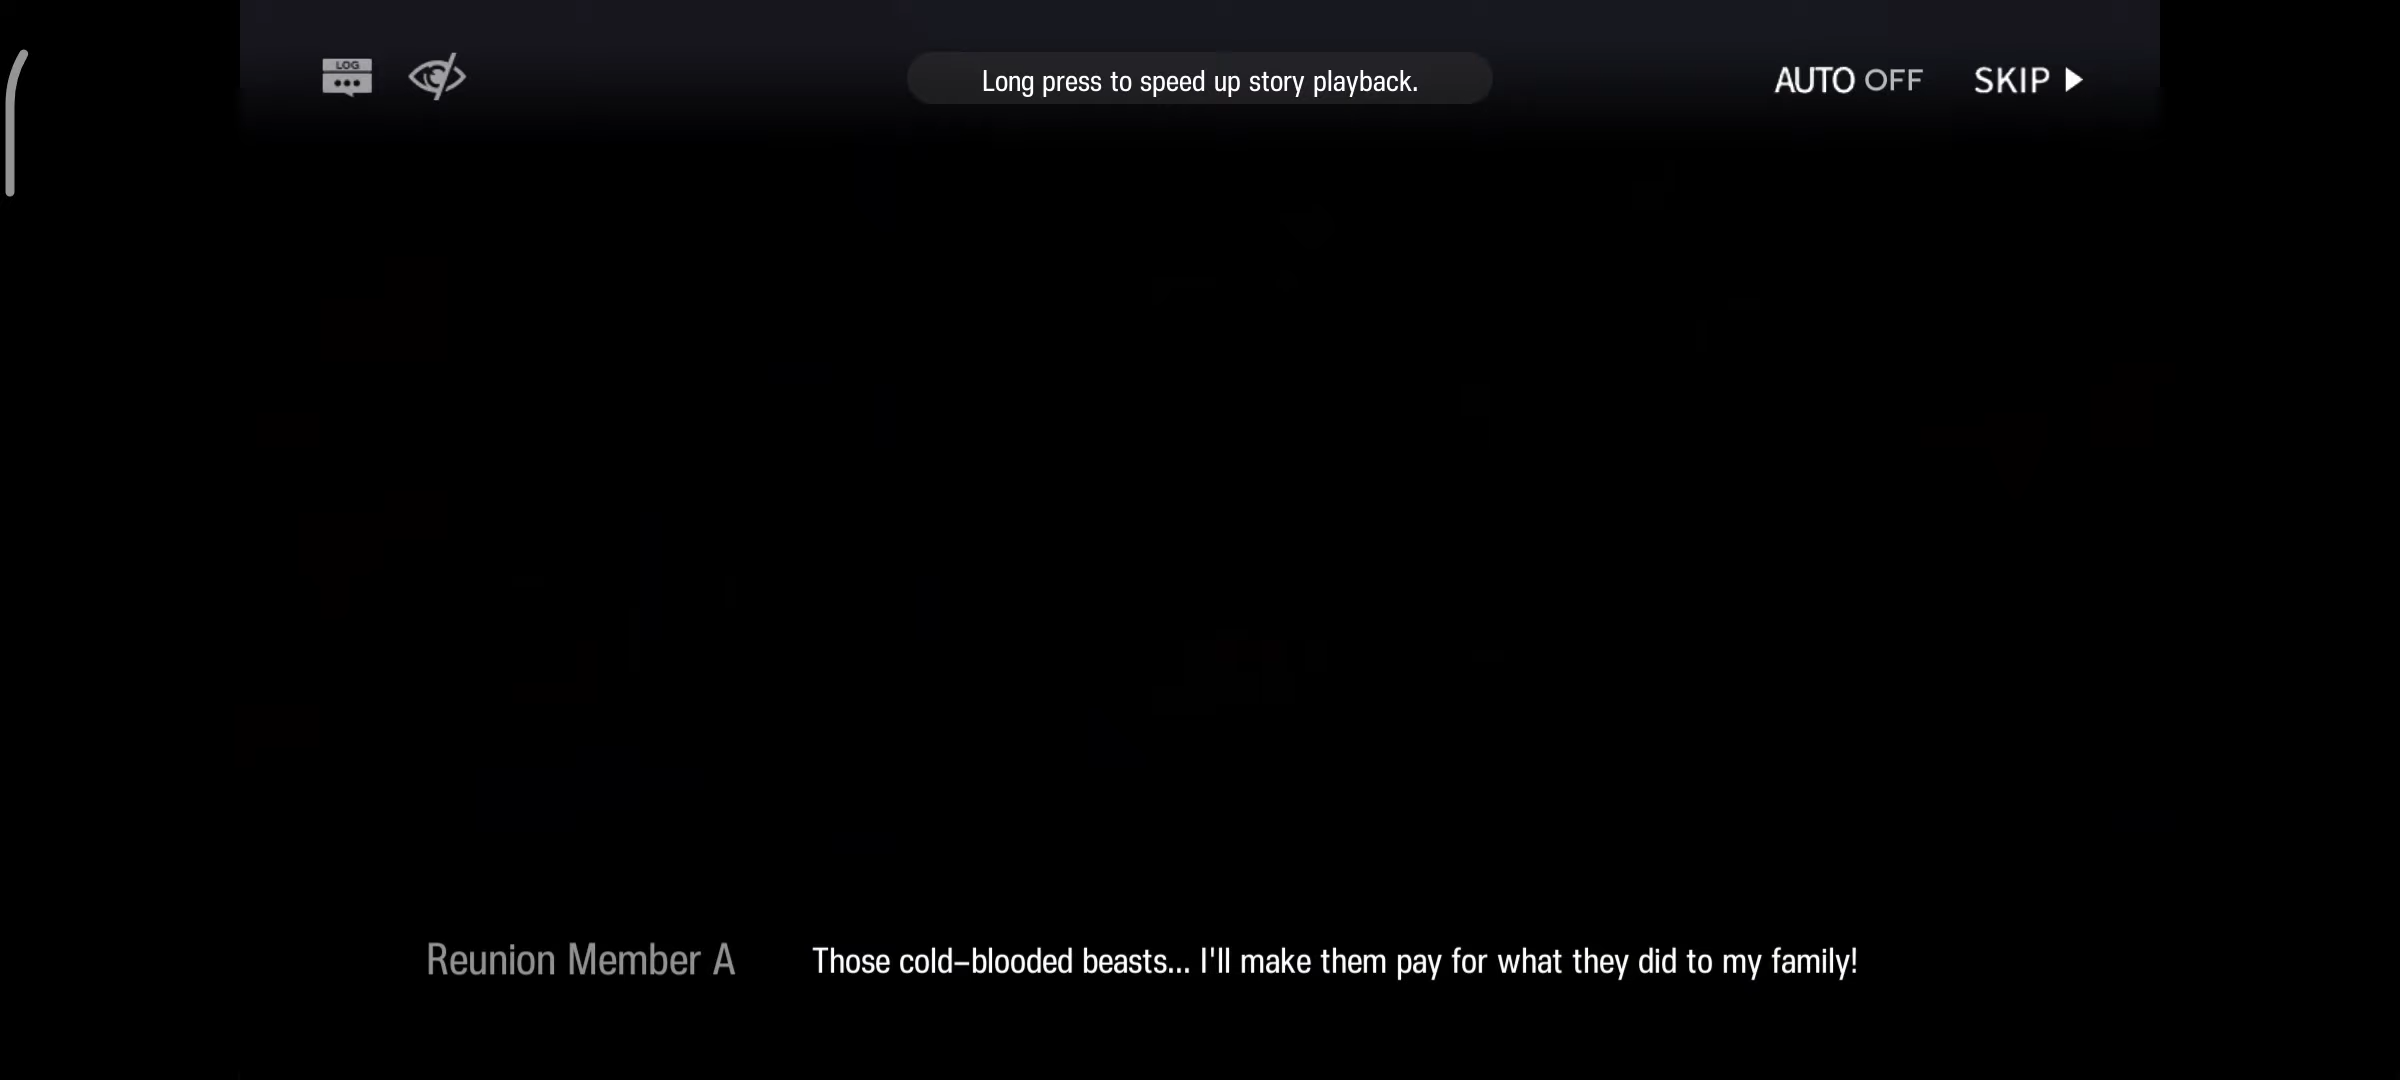 LOG
Long press to speed up story playback.
AUTO OFF
SKIP
Reunion Member A
Those cold–blooded beasts... I'll make them pay for what they did to my family!